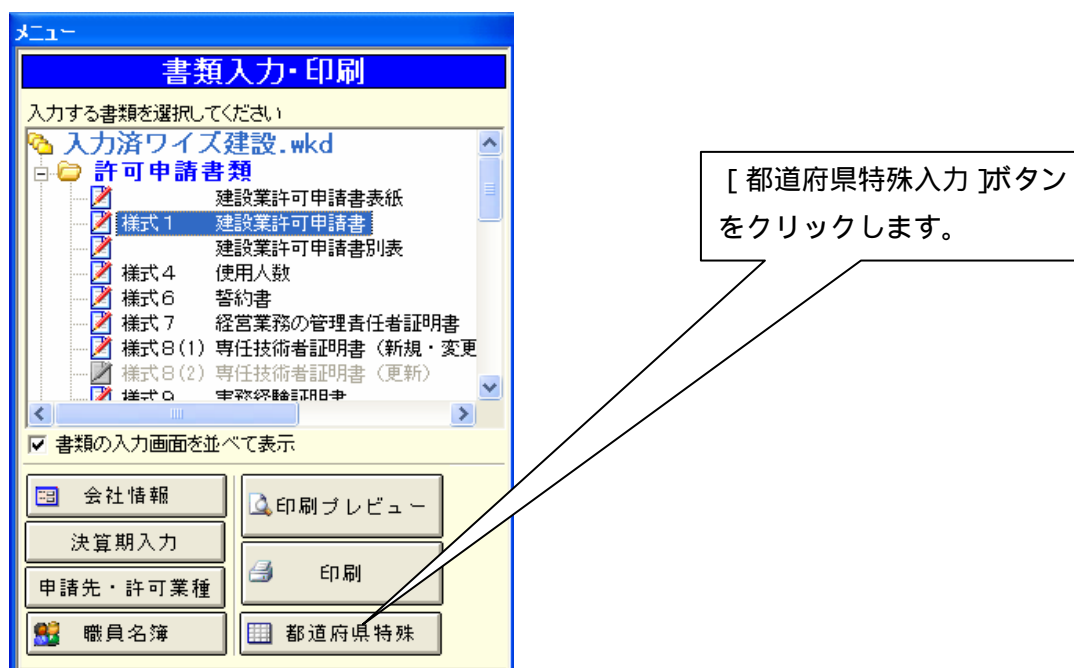 メニュー
書類入力・印刷
入力する書類を選択してください
入力済ワイズ建設.wkd
許可申請書類
建設業許可申請書表紙
様式1 建設業許可申請書
建設業許可申請書別表
様式4 使用人数
様式6 誓約書
様式7 経営業務の管理責任者証明書
様式8(1) 専任技術者証明書（新規・変更
様式8(2) 専任技術者証明書（更新）
様式9 実務経験証明書
書類の入力画面を並べて表示
会社情報
印刷プレビュー
決算期入力
印刷
申請先・許可業種
職員名簿
都道府県特殊
[都道府県特殊入力]ボタン
をクリックします。